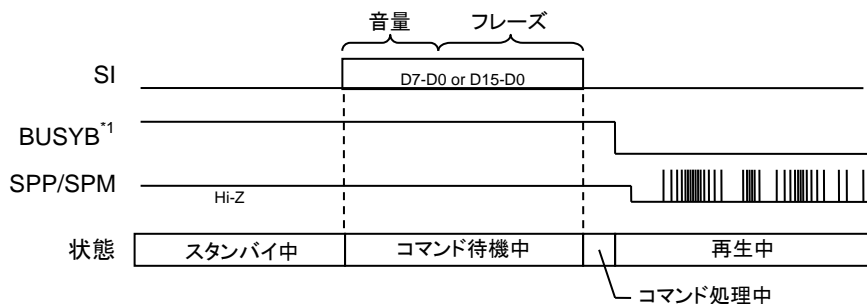 音量 フレーズ
SI D7-D0 or D15-D0
BUSYB*1
SPP/SPM Hi-Z
状態 スタンバイ中 コマンド待機中 再生中
コマンド処理中